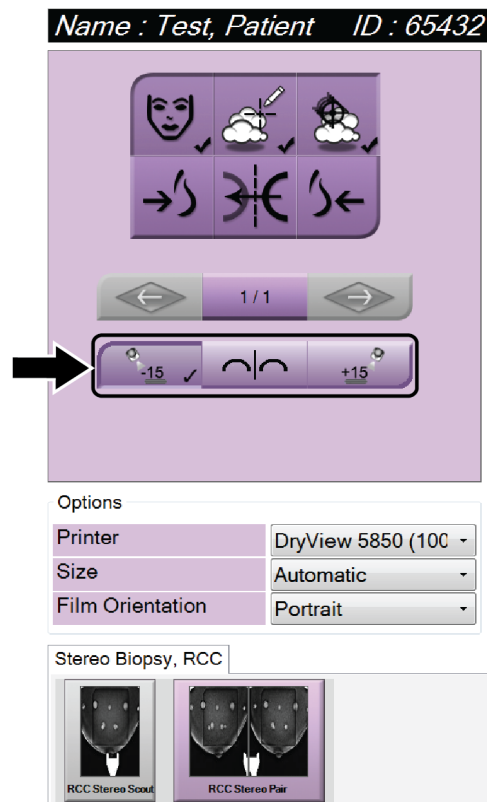 Name : Test, Patient ID : 65432
1 / 1
-15 +15
Options
Printer DryView 5850 (100
Size Automatic
Film Orientation Portrait
Stereo Biopsy, RCC
RCC Stereo Scout RCC Stereo Pair